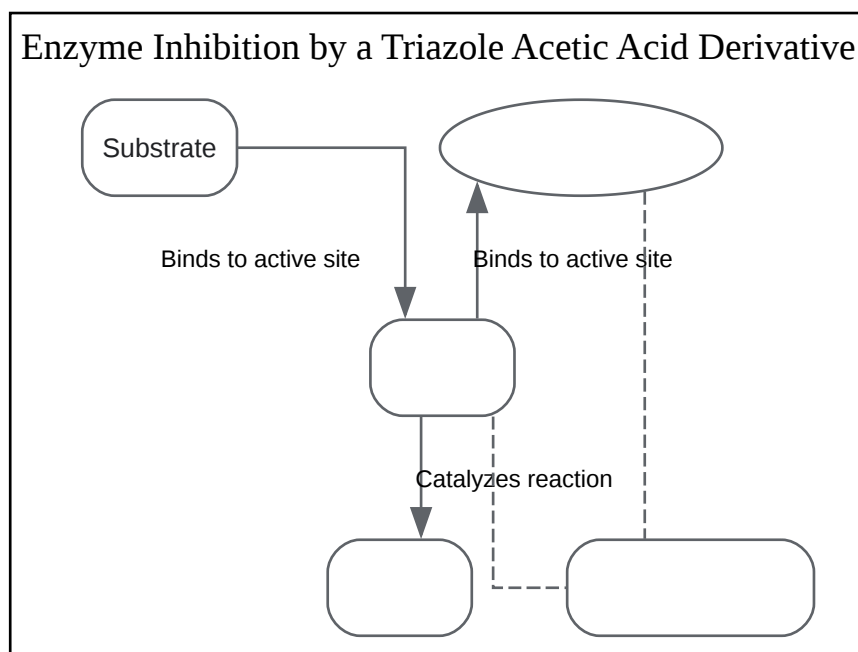 Enzyme Inhibition by a Triazole Acetic Acid Derivative
Substrate
Binds to active site
Binds to active site
Catalyzes reaction